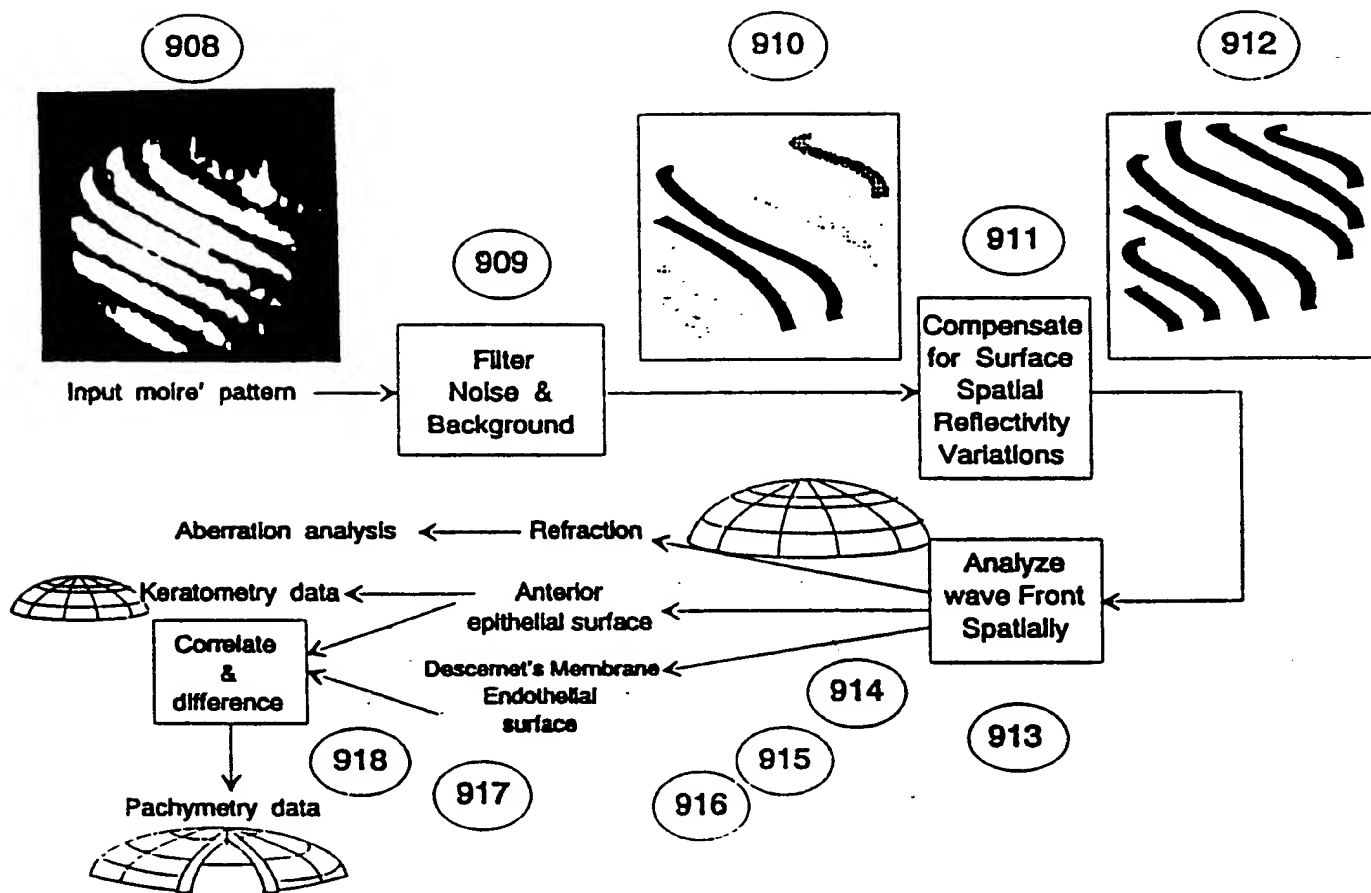 908
910
912
909
911
Input moire' pattern
Filter
Noise &
Background
Compensate
for Surface
Spatial
Reflectivity
Variations
Aberration analysis
Refraction
Analyze
wave Front
Spatially
Keratometry data
Anterior
epithelial surface
Correlate
&
difference
Descemet's Membrane
Endothelial
surface
914
913
915
918
917
916
Pachymetry data